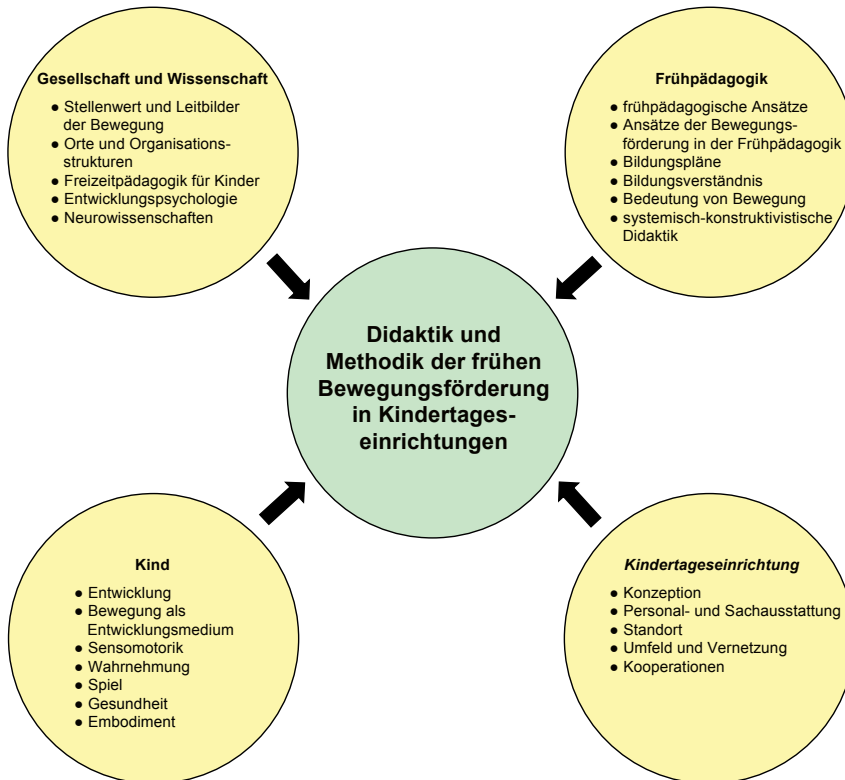 Gesellschaft und Wissenschaft
● Stellenwert und Leitbilder
der Bewegung
● Orte und Organisations-
strukturen
● Freizeitpädagogik für Kinder
● Entwicklungspsychologie
● Neurowissenschaften
Frühpädagogik
● frühpädagogische Ansätze
● Ansätze der Bewegungs-
förderung in der Frühpädagogik
● Bildungspläne
● Bildungsverständnis
● Bedeutung von Bewegung
● systemisch-konstruktivistische
Didaktik
Didaktik und
Methodik der frühen
Bewegungsförderung
in Kindertages-
einrichtungen
Kind
● Entwicklung
● Bewegung als
Entwicklungsmedium
● Sensomotorik
● Wahrnehmung
● Spiel
● Gesundheit
● Embodiment
Kindertageseinrichtung
● Konzeption
● Personal- und Sachausstattung
● Standort
● Umfeld und Vernetzung
● Kooperationen